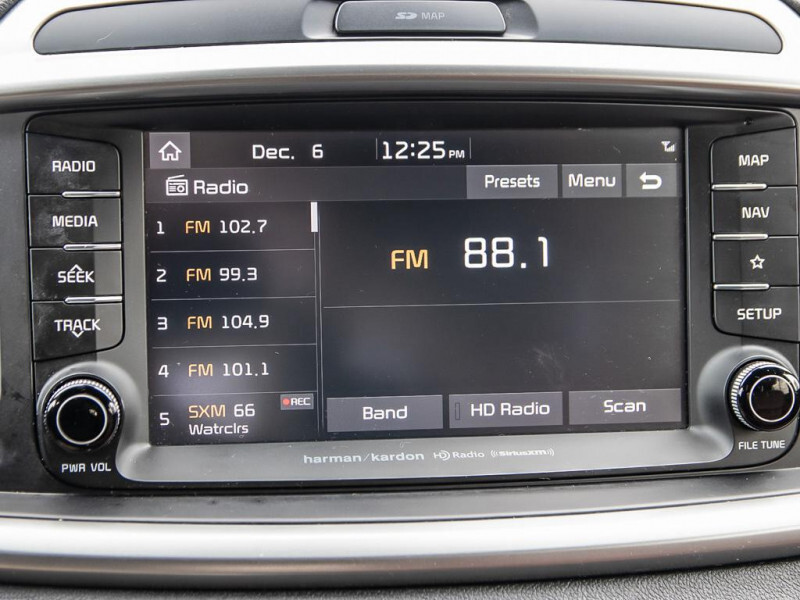 SD MAP
Dec. 6 12:25 PM
Radio Presets Menu
1 FM 102.7
2 FM 99.3
3 FM 104.9
4 FM 101.1
5 SXM 66 REC
Watrclrs
FM 88.1
Band HD Radio Scan
RADIO
MEDIA
SEEK
TRACK
PWR VOL
MAP
NAV
SETUP
FILE TUNE
harman/kardon HD Radio ((SiriusXM))